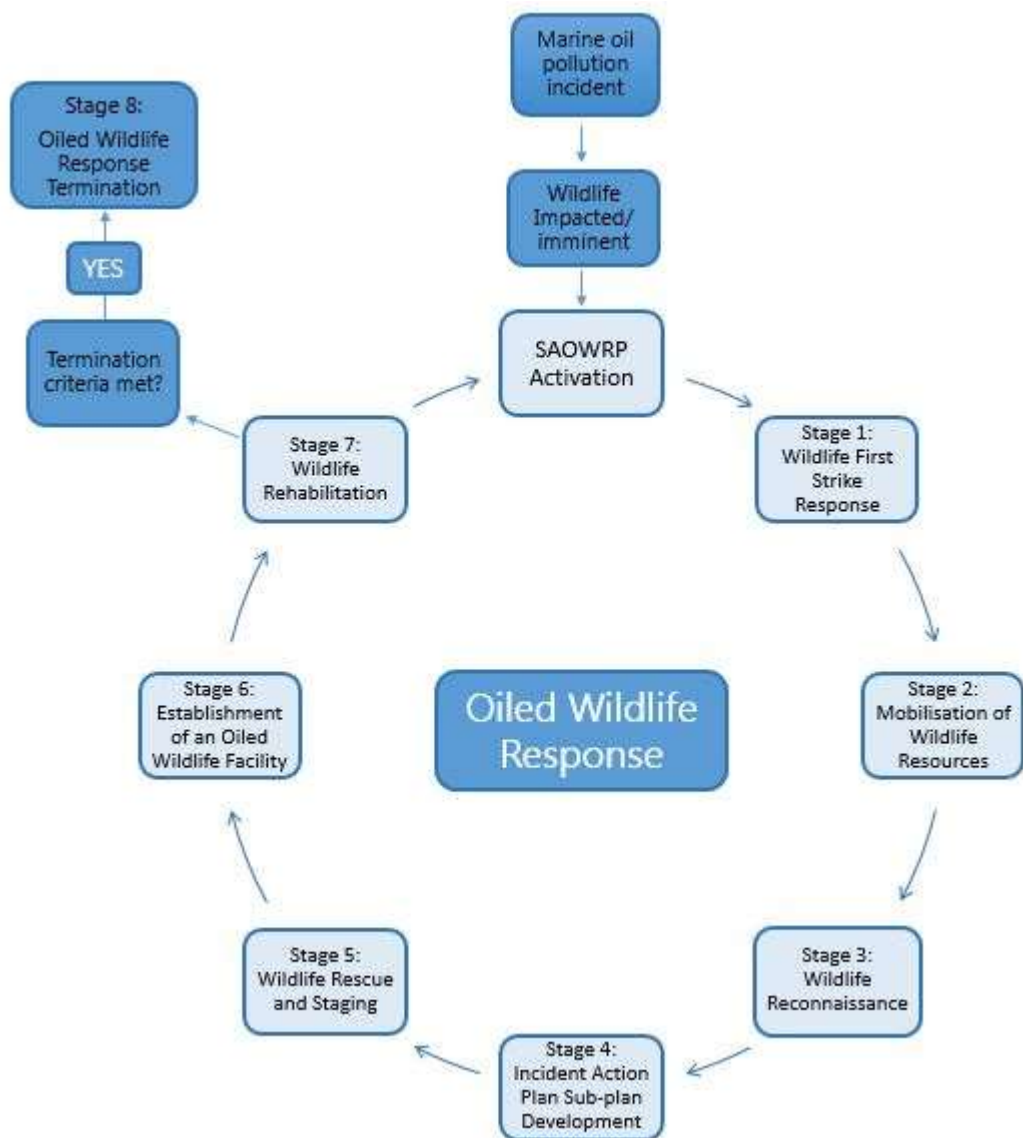 Marine oil
pollution
incident
Wildlife
Impacted/
imminent
SAOWRP
Activation
Stage 1:
Wildlife First
Strike
Response
Stage 2:
Mobilisation of
Wildlife
Resources
Stage 3:
Wildlife
Reconnaissance
Stage 4:
Incident Action
Plan Sub-plan
Development
Stage 5:
Wildlife Rescue
and Staging
Stage 6:
Establishment
of an Oiled
Wildlife Facility
Stage 7:
Wildlife
Rehabilitation
Termination
criteria met?
YES
Stage 8:
Oiled Wildlife
Response
Termination
Oiled Wildlife
Response